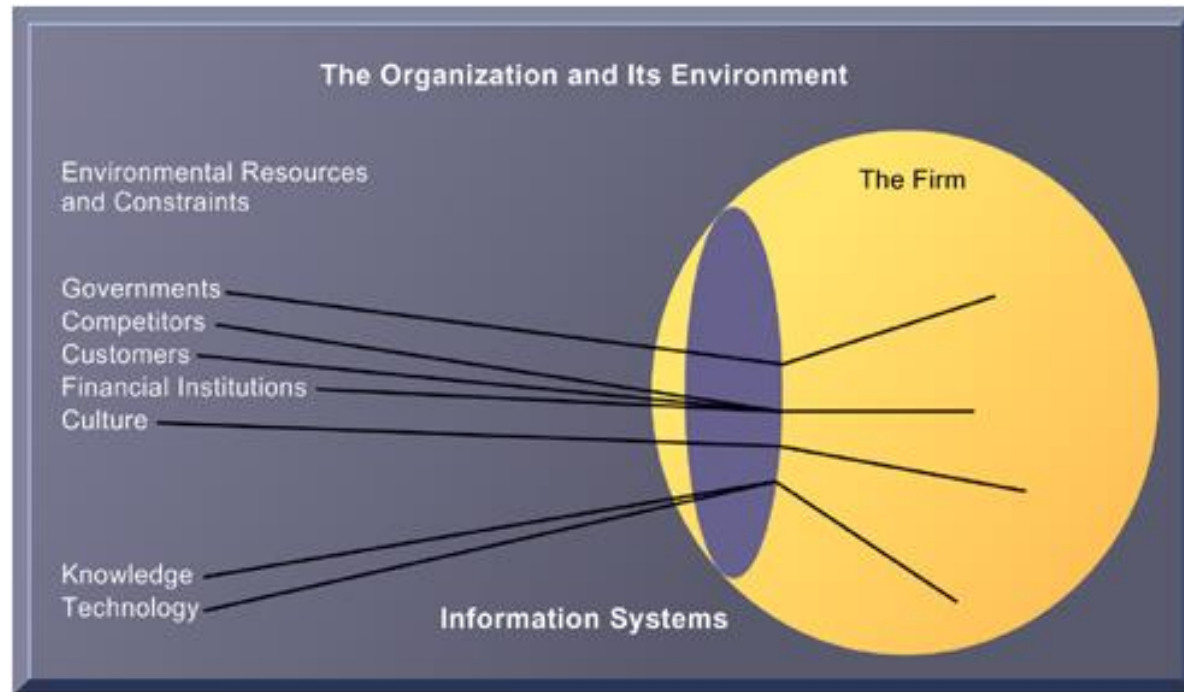 The Organization and Its Environment
Environmental Resources
and Constraints
The Firm
Governments
Competitors
Customers
Financial Institutions
Culture
Knowledge
Technology
Information Systems